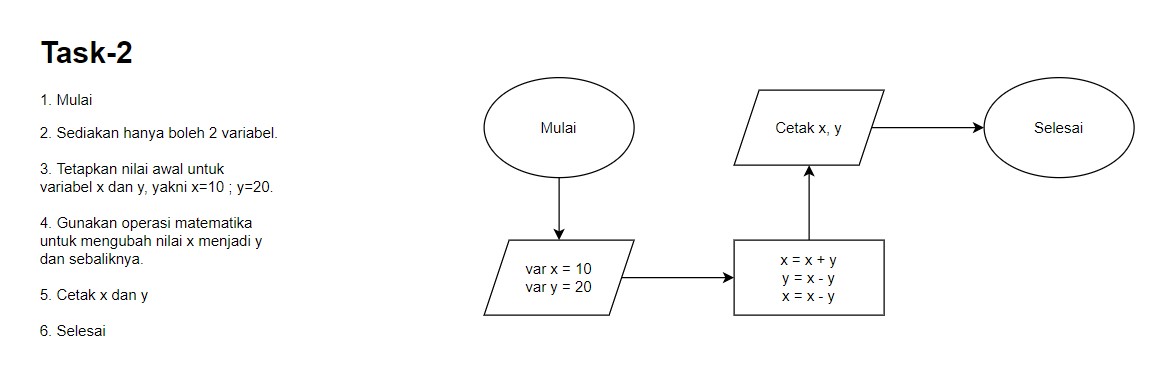 Task-2
1. Mulai
2. Sediakan hanya boleh 2 variabel.
3. Tetapkan nilai awal untuk
variabel x dan y, yakni x=10 ; y=20.
4. Gunakan operasi matematika
untuk mengubah nilai x menjadi y
dan sebaliknya.
5. Cetak x dan y
6. Selesai
Mulai
var x = 10
var y = 20
x = x + y
y = x - y
x = x - y
Cetak x, y
Selesai